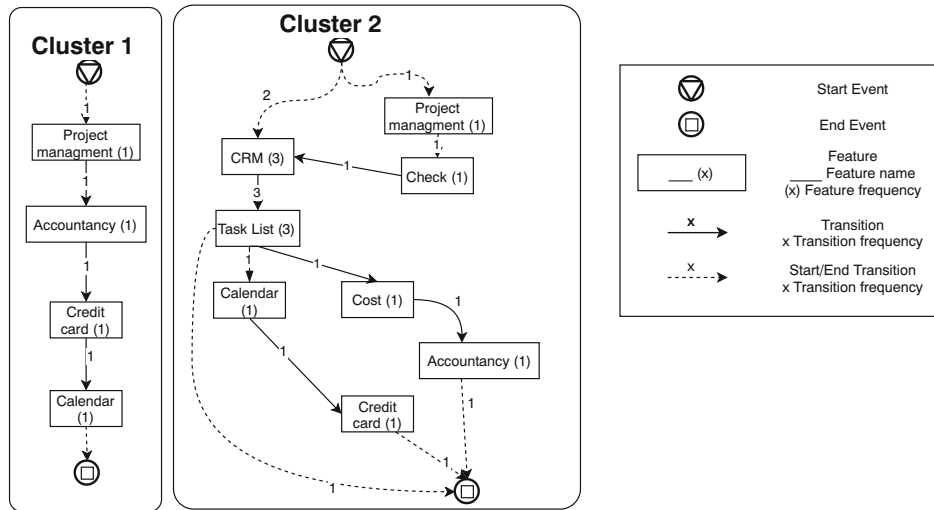 Cluster 1
1
Project
managment (1)
1
Accountancy (1)
1
Credit
card (1)
1
Calendar
(1)
Cluster 2
2
1
Project
managment (1)
1
CRM (3)
1
Check (1)
3
Task List (3)
1
1
Calendar
(1)
Cost (1)
1
1
Accountancy (1)
1
Credit
card (1)
1
1
Start Event
End Event
___ (x)
Feature
____ Feature name
(x) Feature frequency
x
Transition
x Transition frequency
x
Start/End Transition
x Transition frequency